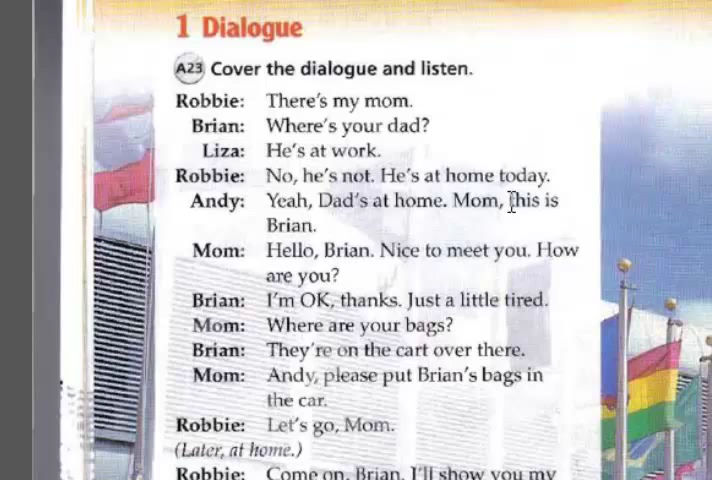 1 Dialogue
A23 Cover the dialogue and listen.
Robbie: There's my mom.
Brian: Where's your dad?
Liza: He's at work.
Robbie: No, he's not. He's at home today.
Andy: Yeah, Dad's at home. Mom, this is
Brian.
Mom: Hello, Brian. Nice to meet you. How
are you?
Brian: I'm OK, thanks. Just a little tired.
Mom: Where are your bags?
Brian: They're on the cart over there.
Mom: Andy, please put Brian's bags in
the car.
Robbie: Let's go, Mom.
(Later, at home.)
Robbie: Come on, Brian. I'll show you my